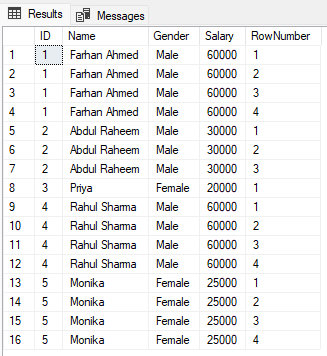 Results Messages
ID Name Gender Salary RowNumber
1 1 Farhan Ahmed Male 60000 1
2 1 Farhan Ahmed Male 60000 2
3 1 Farhan Ahmed Male 60000 3
4 1 Farhan Ahmed Male 60000 4
5 2 Abdul Raheem Male 30000 1
6 2 Abdul Raheem Male 30000 2
7 2 Abdul Raheem Male 30000 3
8 3 Priya Female 20000 1
9 4 Rahul Sharma Male 60000 1
10 4 Rahul Sharma Male 60000 2
11 4 Rahul Sharma Male 60000 3
12 4 Rahul Sharma Male 60000 4
13 5 Monika Female 25000 1
14 5 Monika Female 25000 2
15 5 Monika Female 25000 3
16 5 Monika Female 25000 4